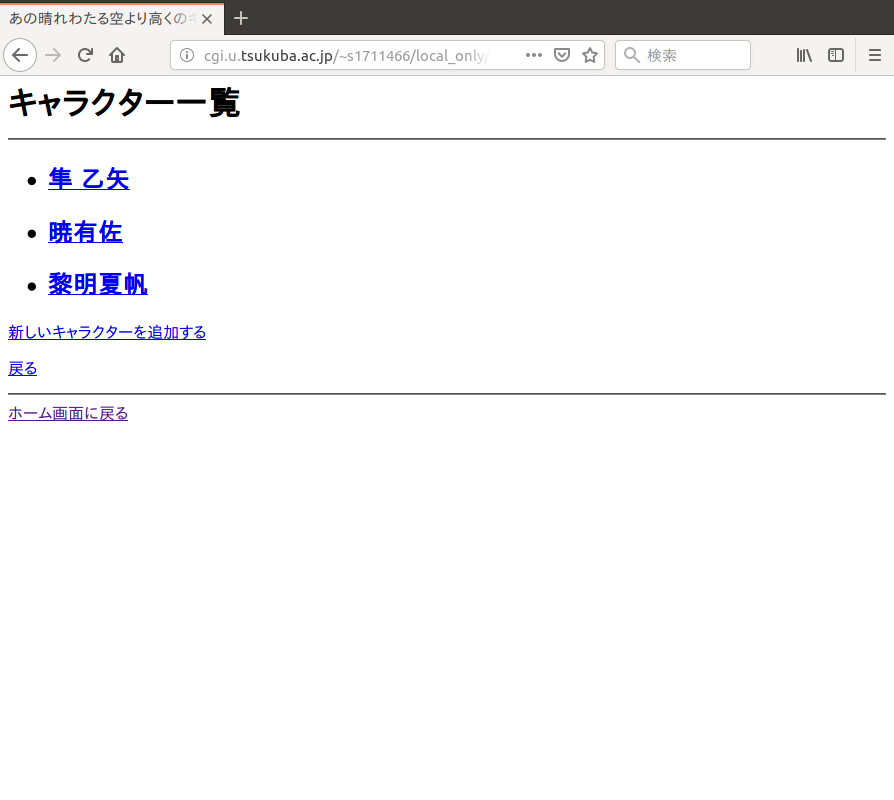 あの晴れわたる空より高くの
cgi.u.tsukuba.ac.jp/~s1711466/local_only/
検索
キャラクター一覧
隼 乙矢
暁有佐
黎明夏帆
新しいキャラクターを追加する
戻る
ホーム画面に戻る